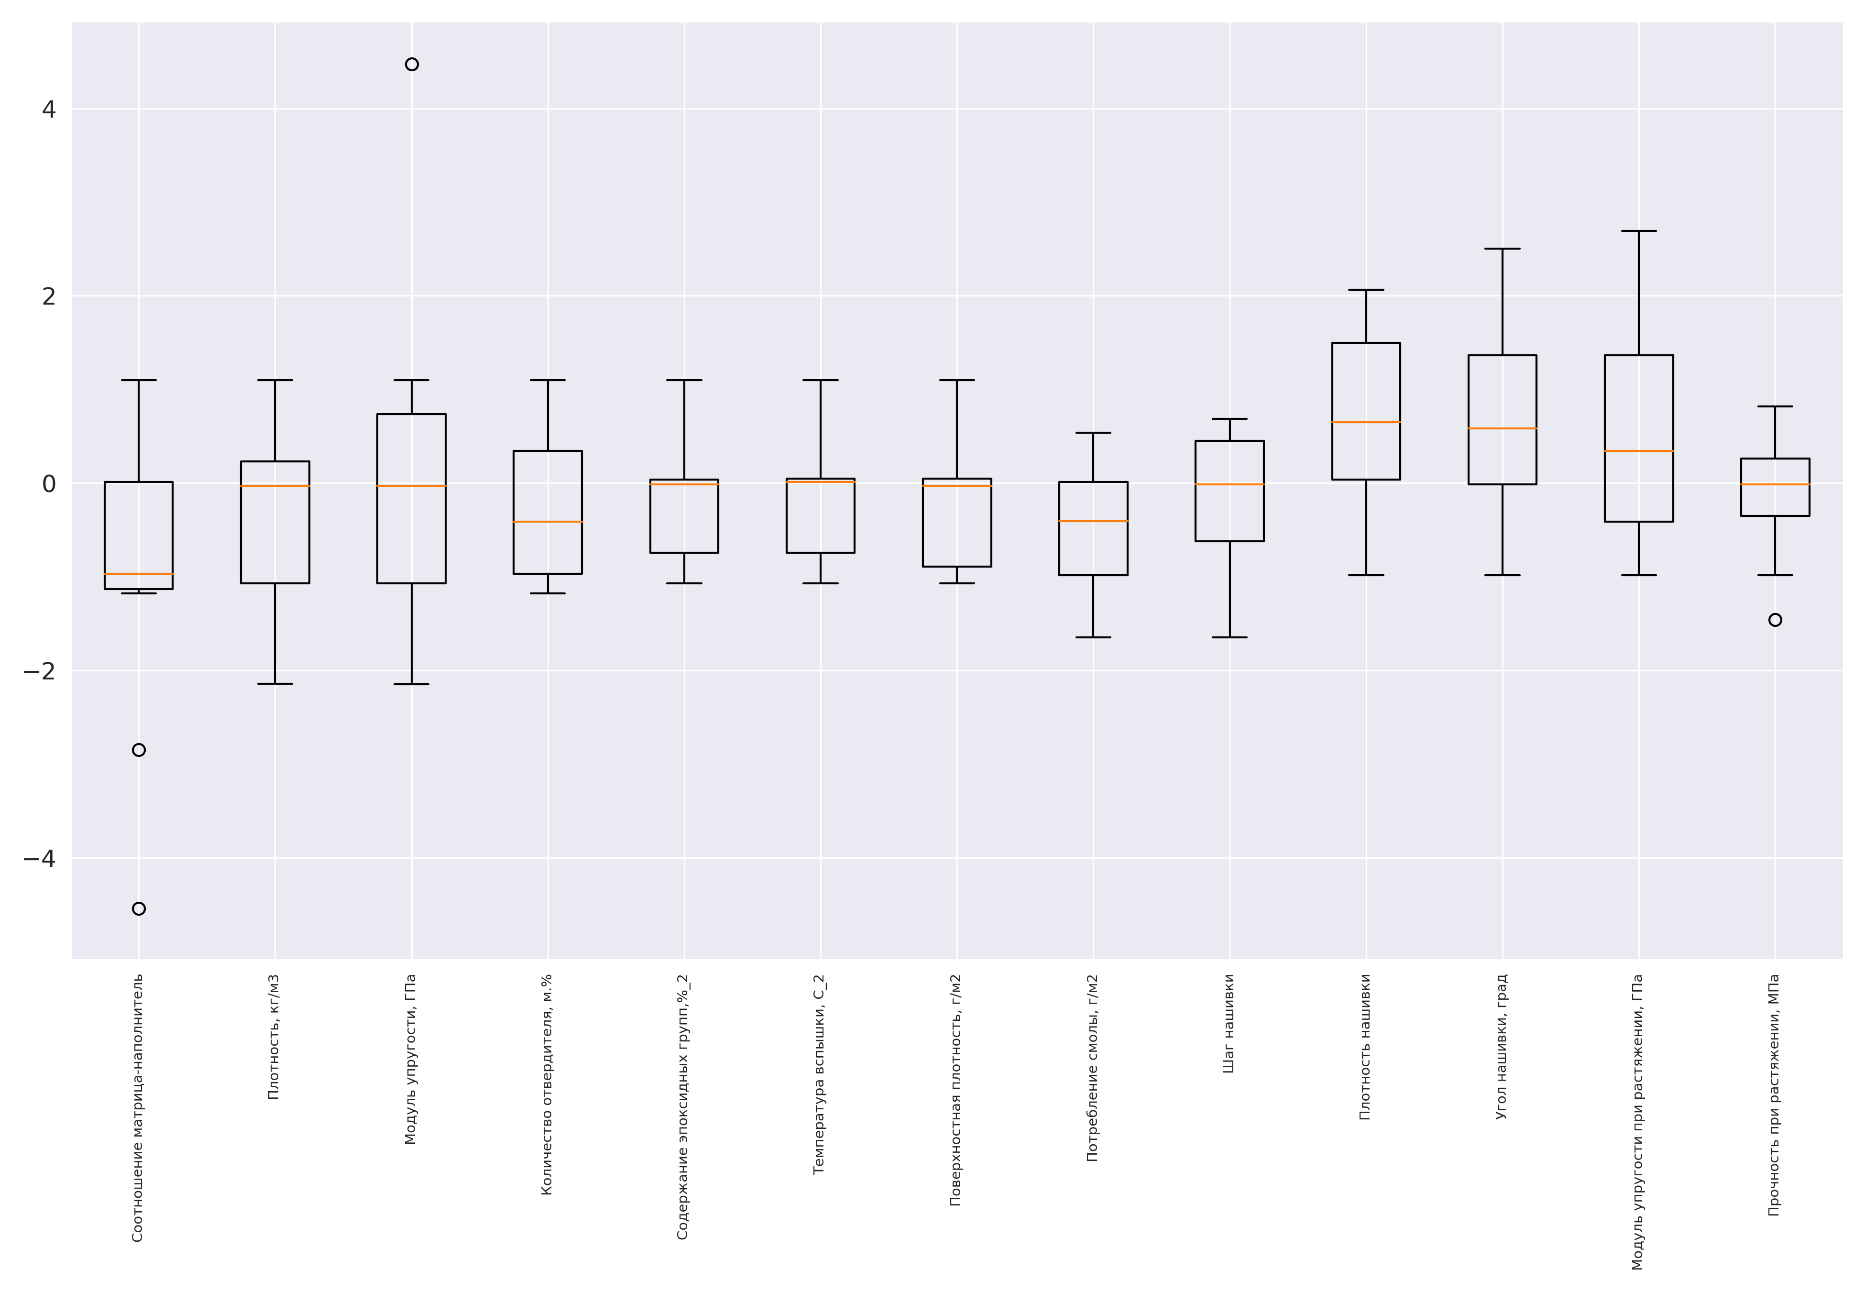 4
2
0
−2
−4
Соотношение матрица-наполнитель
Плотность, кг/м3
Модуль упругости, ГПа
Количество отвердителя, м.%
Содержание эпоксидных групп,%_2
Температура вспышки, С_2
Поверхностная плотность, г/м2
Потребление смолы, г/м2
Шаг нашивки
Плотность нашивки
Угол нашивки, град
Модуль упругости при растяжении, ГПа
Прочность при растяжении, МПа